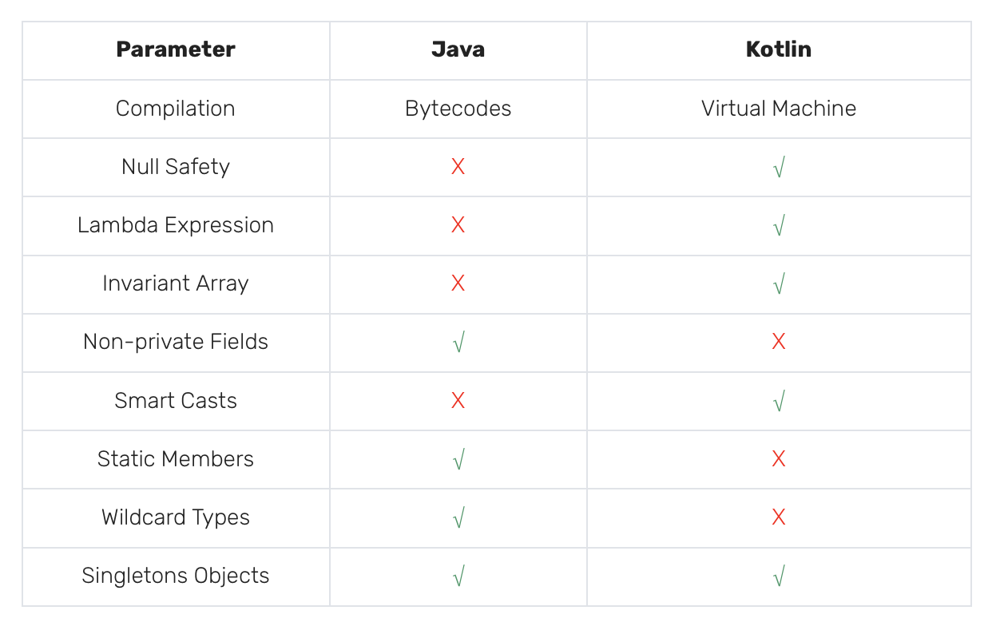 Parameter Java Kotlin
Compilation Bytecodes Virtual Machine
Null Safety X √
Lambda Expression X √
Invariant Array X √
Non-private Fields √ X
Smart Casts X √
Static Members √ X
Wildcard Types √ X
Singletons Objects √ √